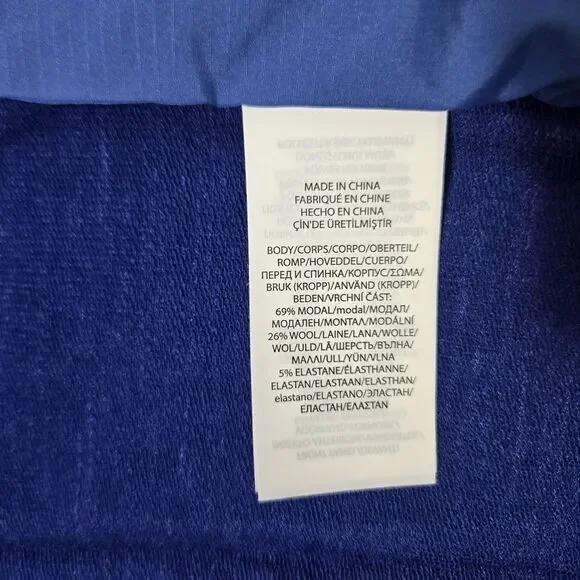 MADE IN CHINA
FABRIQUÉ EN CHINE
HECHO EN CHINA
ÇİN'DE ÜRETİLMİŞTİR
BODY/CORPS/CORPO/OBERTEIL/
ROMP/HOVEDDEL/CUERPO/
ПЕРЕД И СПИНКА/КОРПУС/ΣΩΜΑ/
BRUK (KROPP)/ANVÄND (KROPP)/
BEDEN/VRCHNÍ ČÁST:
69% MODAL/modal/МОДАЛ/
МОДАЛЕН/ΜΟΝΤΑΛ/MODÁLNÍ
26% WOOL/LAINE/LANA/WOLLE/
WOL/ULD/LÃ/ШЕРСТЬ/ВЪЛНА/
ΜΑΛΛΙ/ULL/YÜN/VLNA
5% ELASTANE/ÉLASTHANNE/
ELASTAN/ELASTAAN/ELASTHAN/
elastano/ELASTANO/ЭЛАСТАН/
ЕЛАСТАН/ΕΛΑΣΤΑΝ